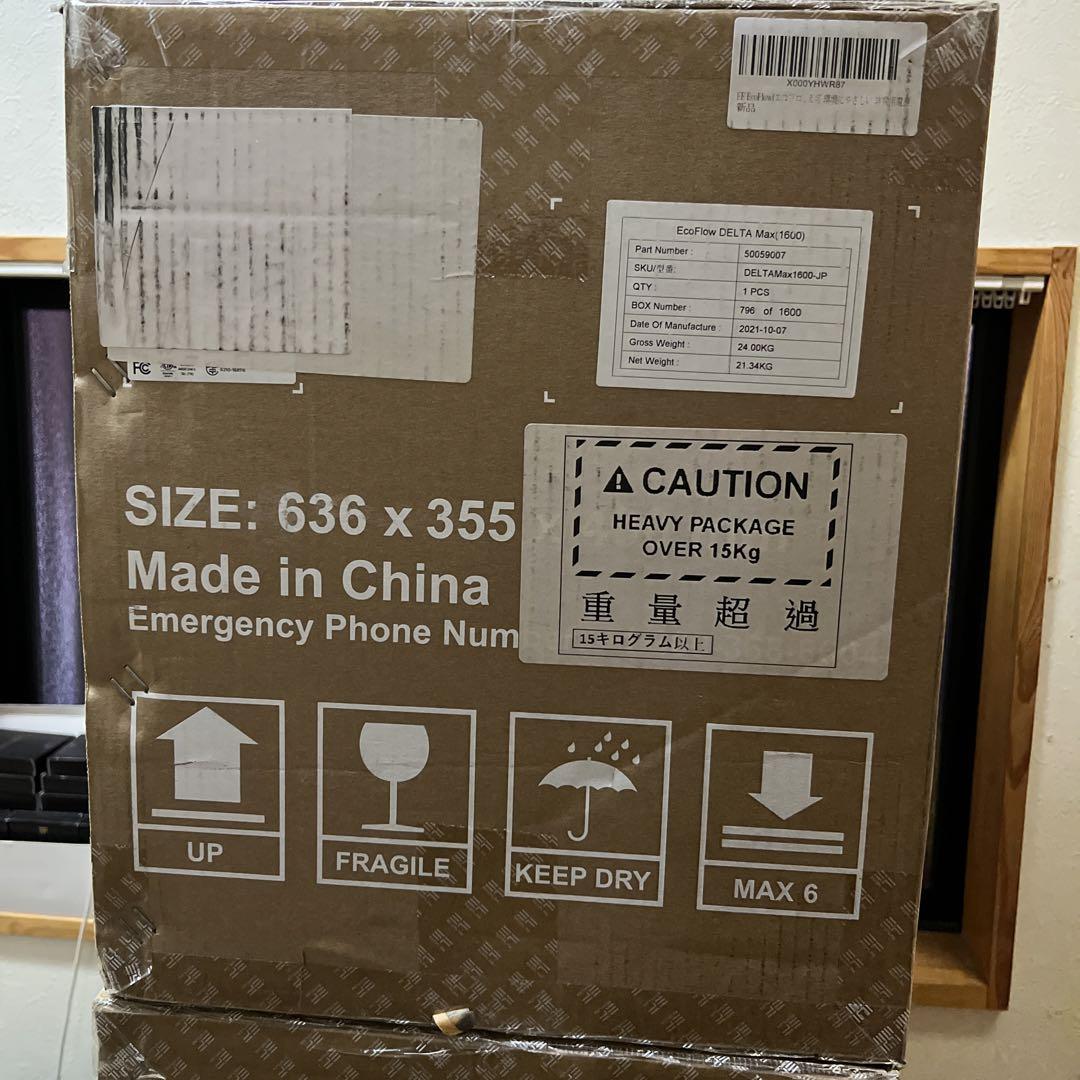 X000YHWR87
新品
EcoFlow DELTA Max(1600)
Part Number : 50059007
SKU/型番: DELTAMax1600-JP
QTY : 1 PCS
BOX Number : 796 of 1600
Date Of Manufacture : 2021-10-07
Gross Weight : 24.00KG
Net Weight : 21.34KG
FC
CAUTION
HEAVY PACKAGE
OVER 15Kg
重量超過
15キログラム以上
SIZE: 636 x 355
Made in China
Emergency Phone Num
UP
FRAGILE
KEEP DRY
MAX 6